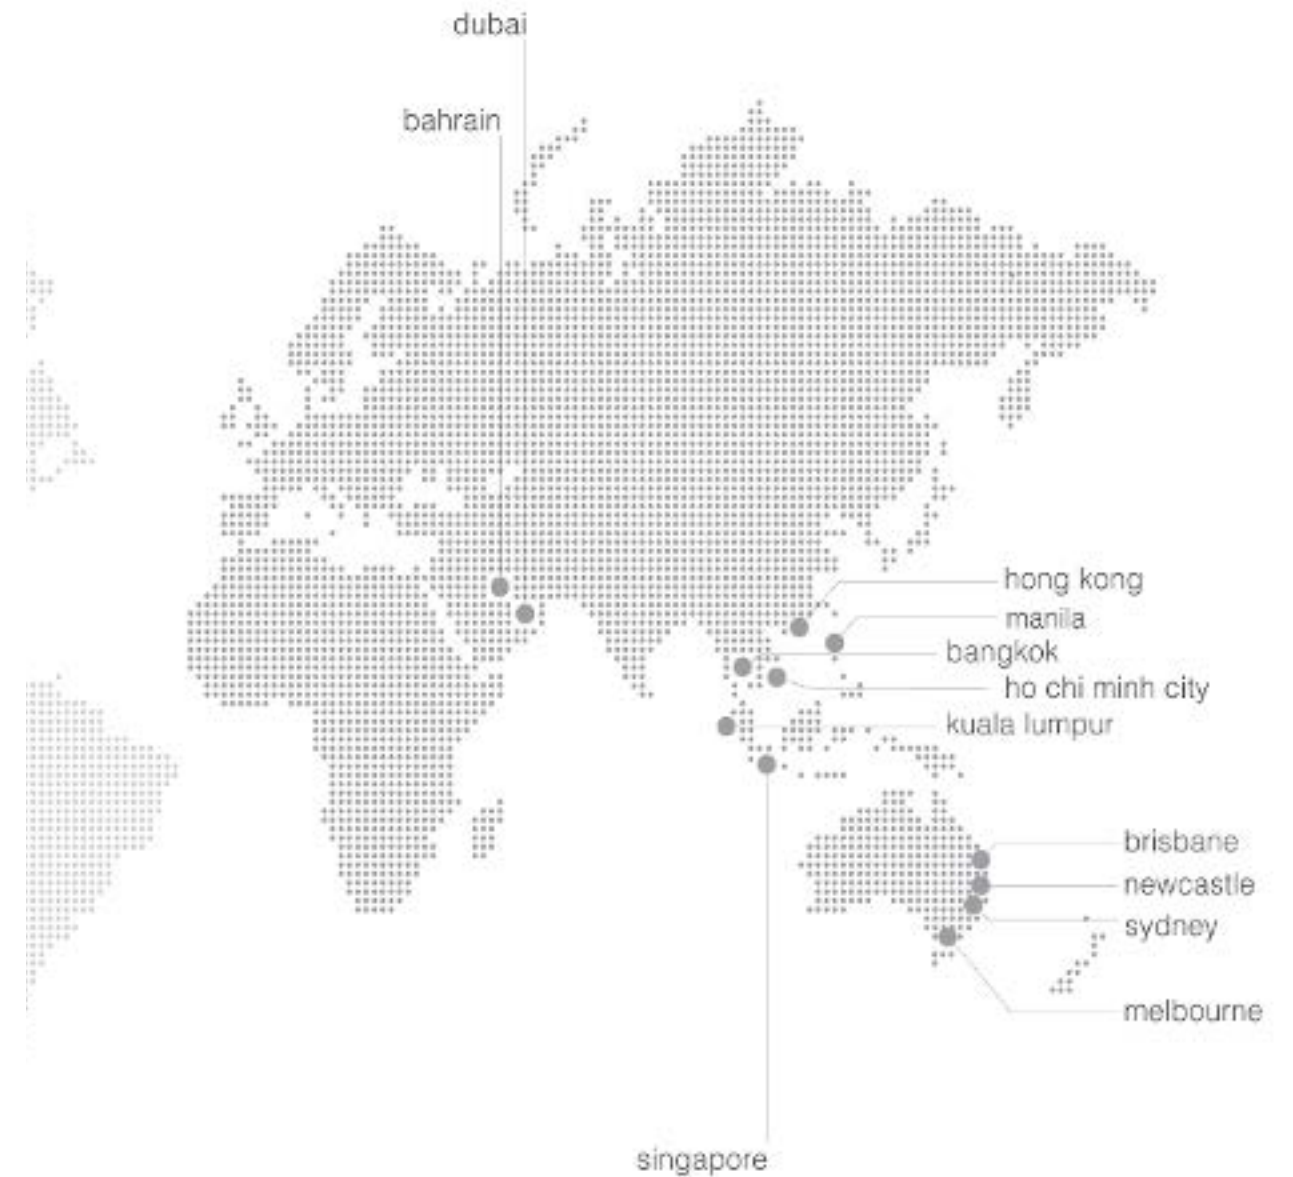 dubai
bahrain
hong kong
manila
bangkok
ho chi minh city
kuala lumpur
brisbane
newcastle
sydney
melbourne
singapore